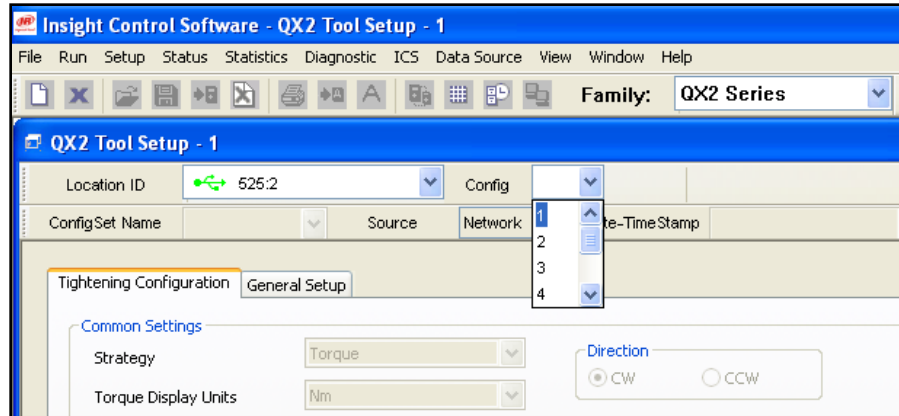 Insight Control Software - QX2 Tool Setup - 1
File Run Setup Status Statistics Diagnostic ICS Data Source View Window Help
Family: QX2 Series
QX2 Tool Setup - 1
Location ID 525:2 Config
ConfigSet Name Source Network te-TimeStamp
1
2
3
4
Tightening Configuration General Setup
Common Settings
Strategy Torque
Direction
CW CCW
Torque Display Units Nm